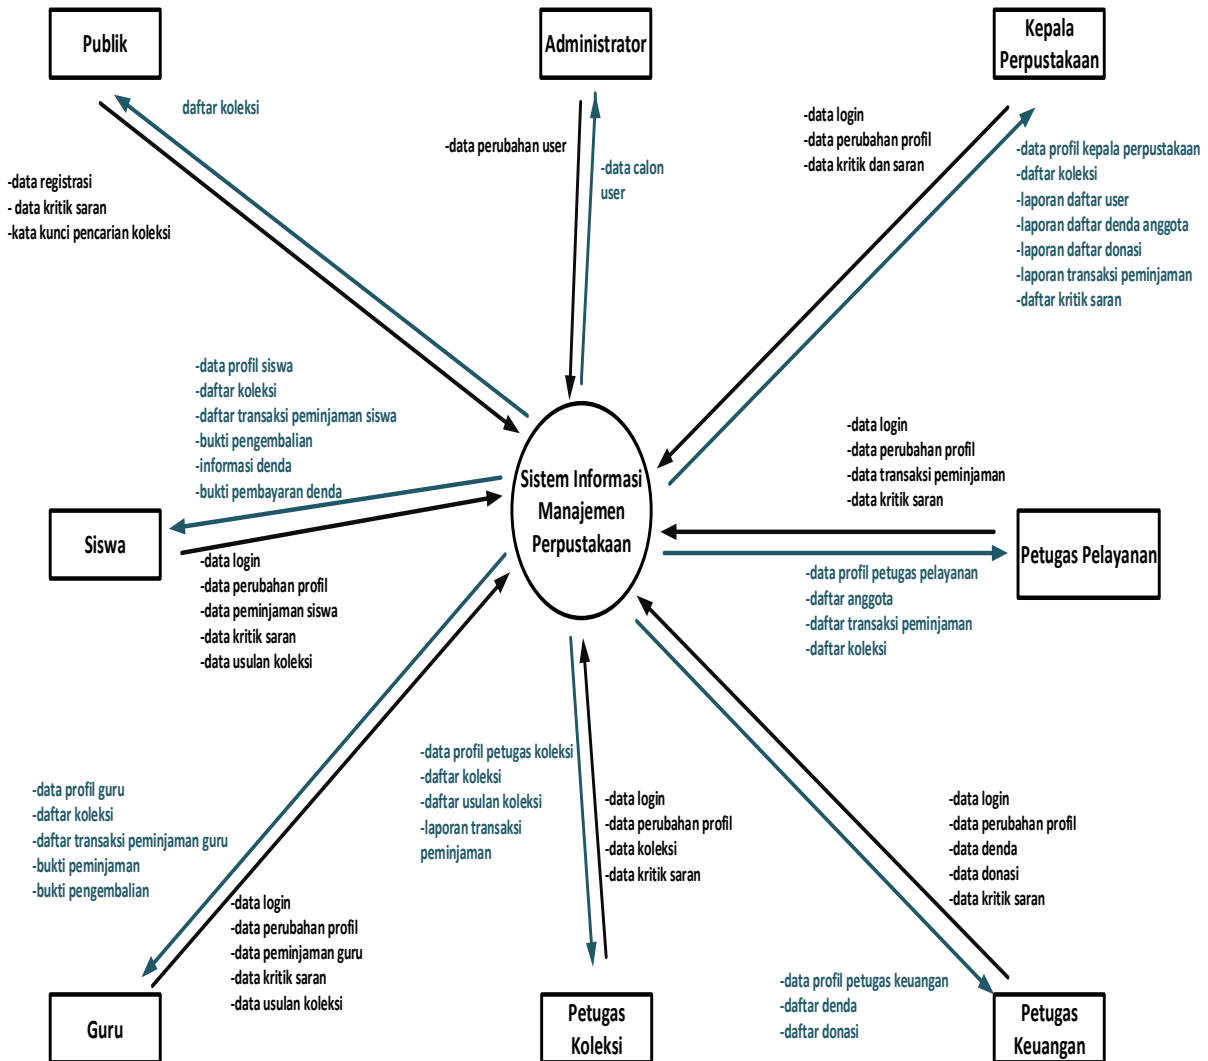 Publik
Administrator
Kepala
Perpustakaan
daftar koleksi
-data registrasi
- data kritik saran
-kata kunci pencarian koleksi
-data perubahan user
-data calon
user
-data login
-data perubahan profil
-data kritik dan saran
-data profil kepala perpustakaan
-daftar koleksi
-laporan daftar user
-laporan daftar denda anggota
-laporan daftar donasi
-laporan transaksi peminjaman
-daftar kritik saran
-data profil siswa
-daftar koleksi
-daftar transaksi peminjaman siswa
-bukti pengembalian
-informasi denda
-bukti pembayaran denda
Siswa
-data login
-data perubahan profil
-data peminjaman siswa
-data kritik saran
-data usulan koleksi
Sistem Informasi
Manajemen
Perpustakaan
-data login
-data perubahan profil
-data transaksi peminjaman
-data kritik saran
Petugas Pelayanan
-data profil petugas pelayanan
-daftar anggota
-daftar transaksi peminjaman
-daftar koleksi
-data profil guru
-daftar koleksi
-daftar transaksi peminjaman guru
-bukti peminjaman
-bukti pengembalian
-data login
-data perubahan profil
-data peminjaman guru
-data kritik saran
-data usulan koleksi
Guru
-data profil petugas koleksi
-daftar koleksi
-daftar usulan koleksi
-laporan transaksi
peminjaman
-data login
-data perubahan profil
-data koleksi
-data kritik saran
Petugas
Koleksi
-data login
-data perubahan profil
-data denda
-data donasi
-data kritik saran
-data profil petugas keuangan
-daftar denda
-daftar donasi
Petugas
Keuangan